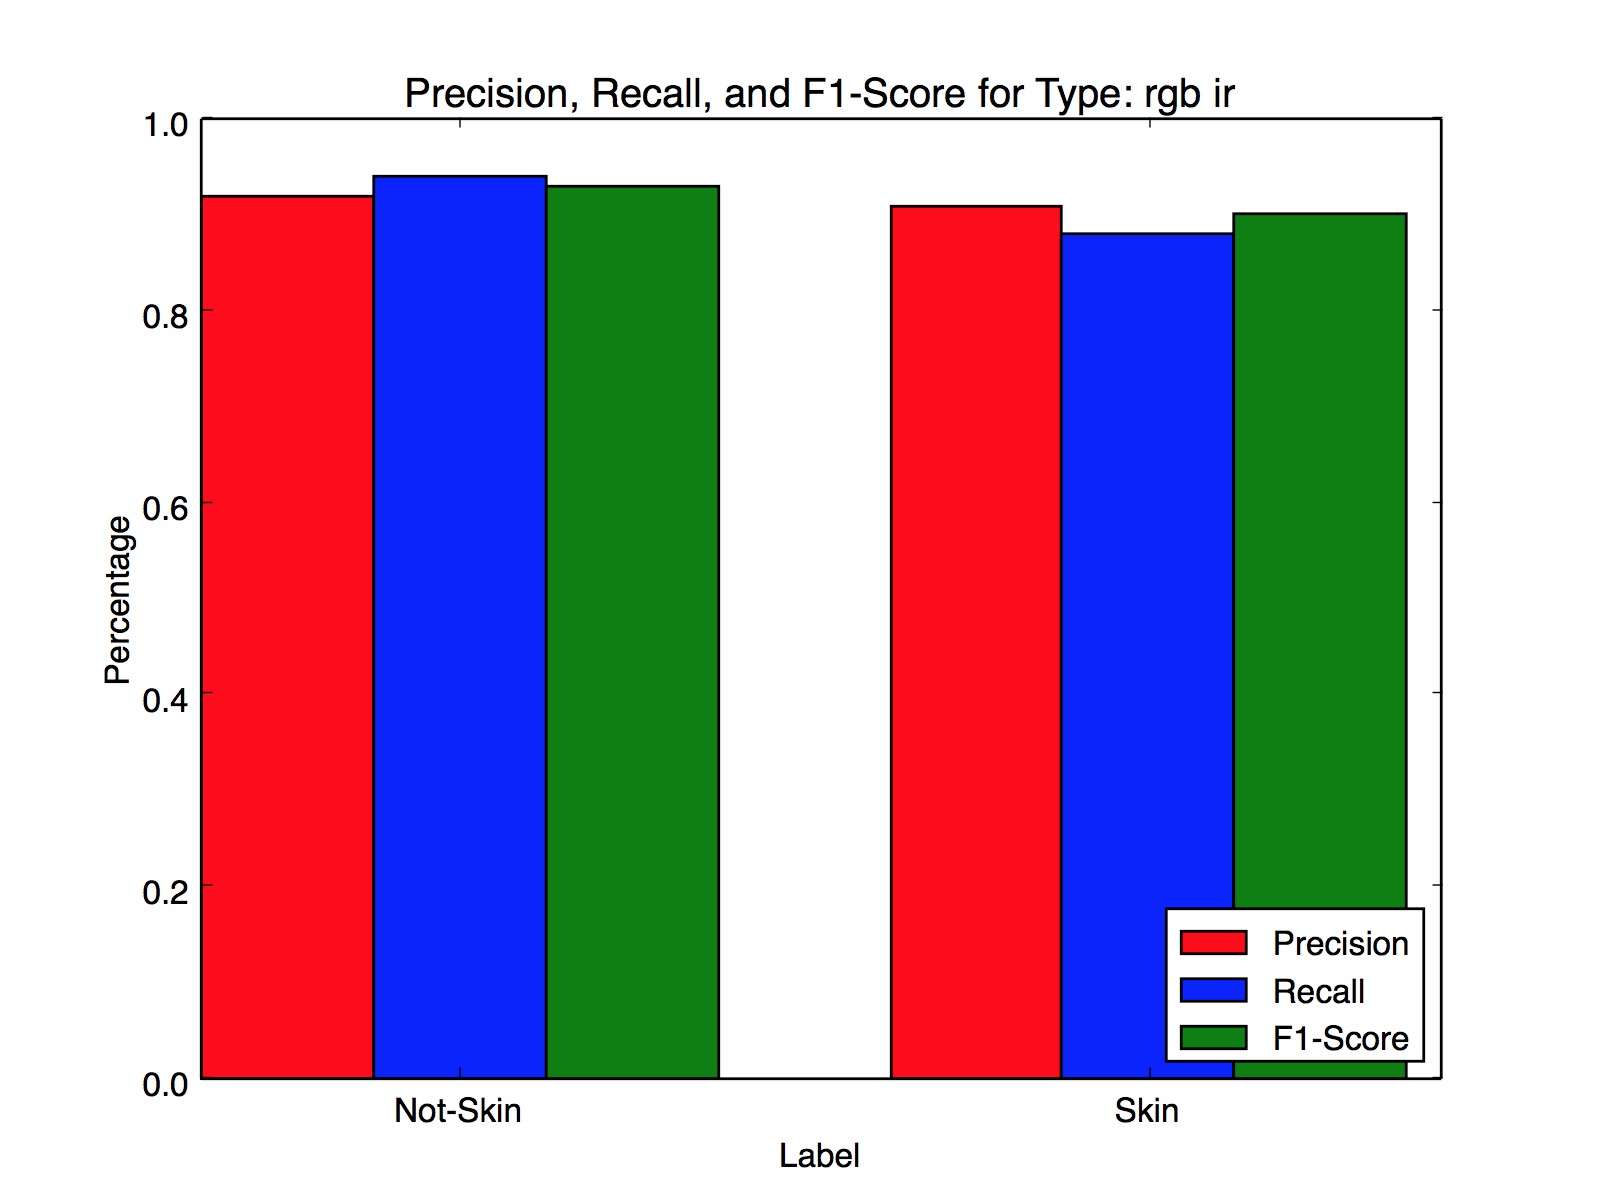 Precision, Recall, and F1-Score for Type: rgb ir
1.0
0.8
0.6
0.4
0.2
0.0
Percentage
Not-Skin
Skin
Label
Precision
Recall
F1-Score